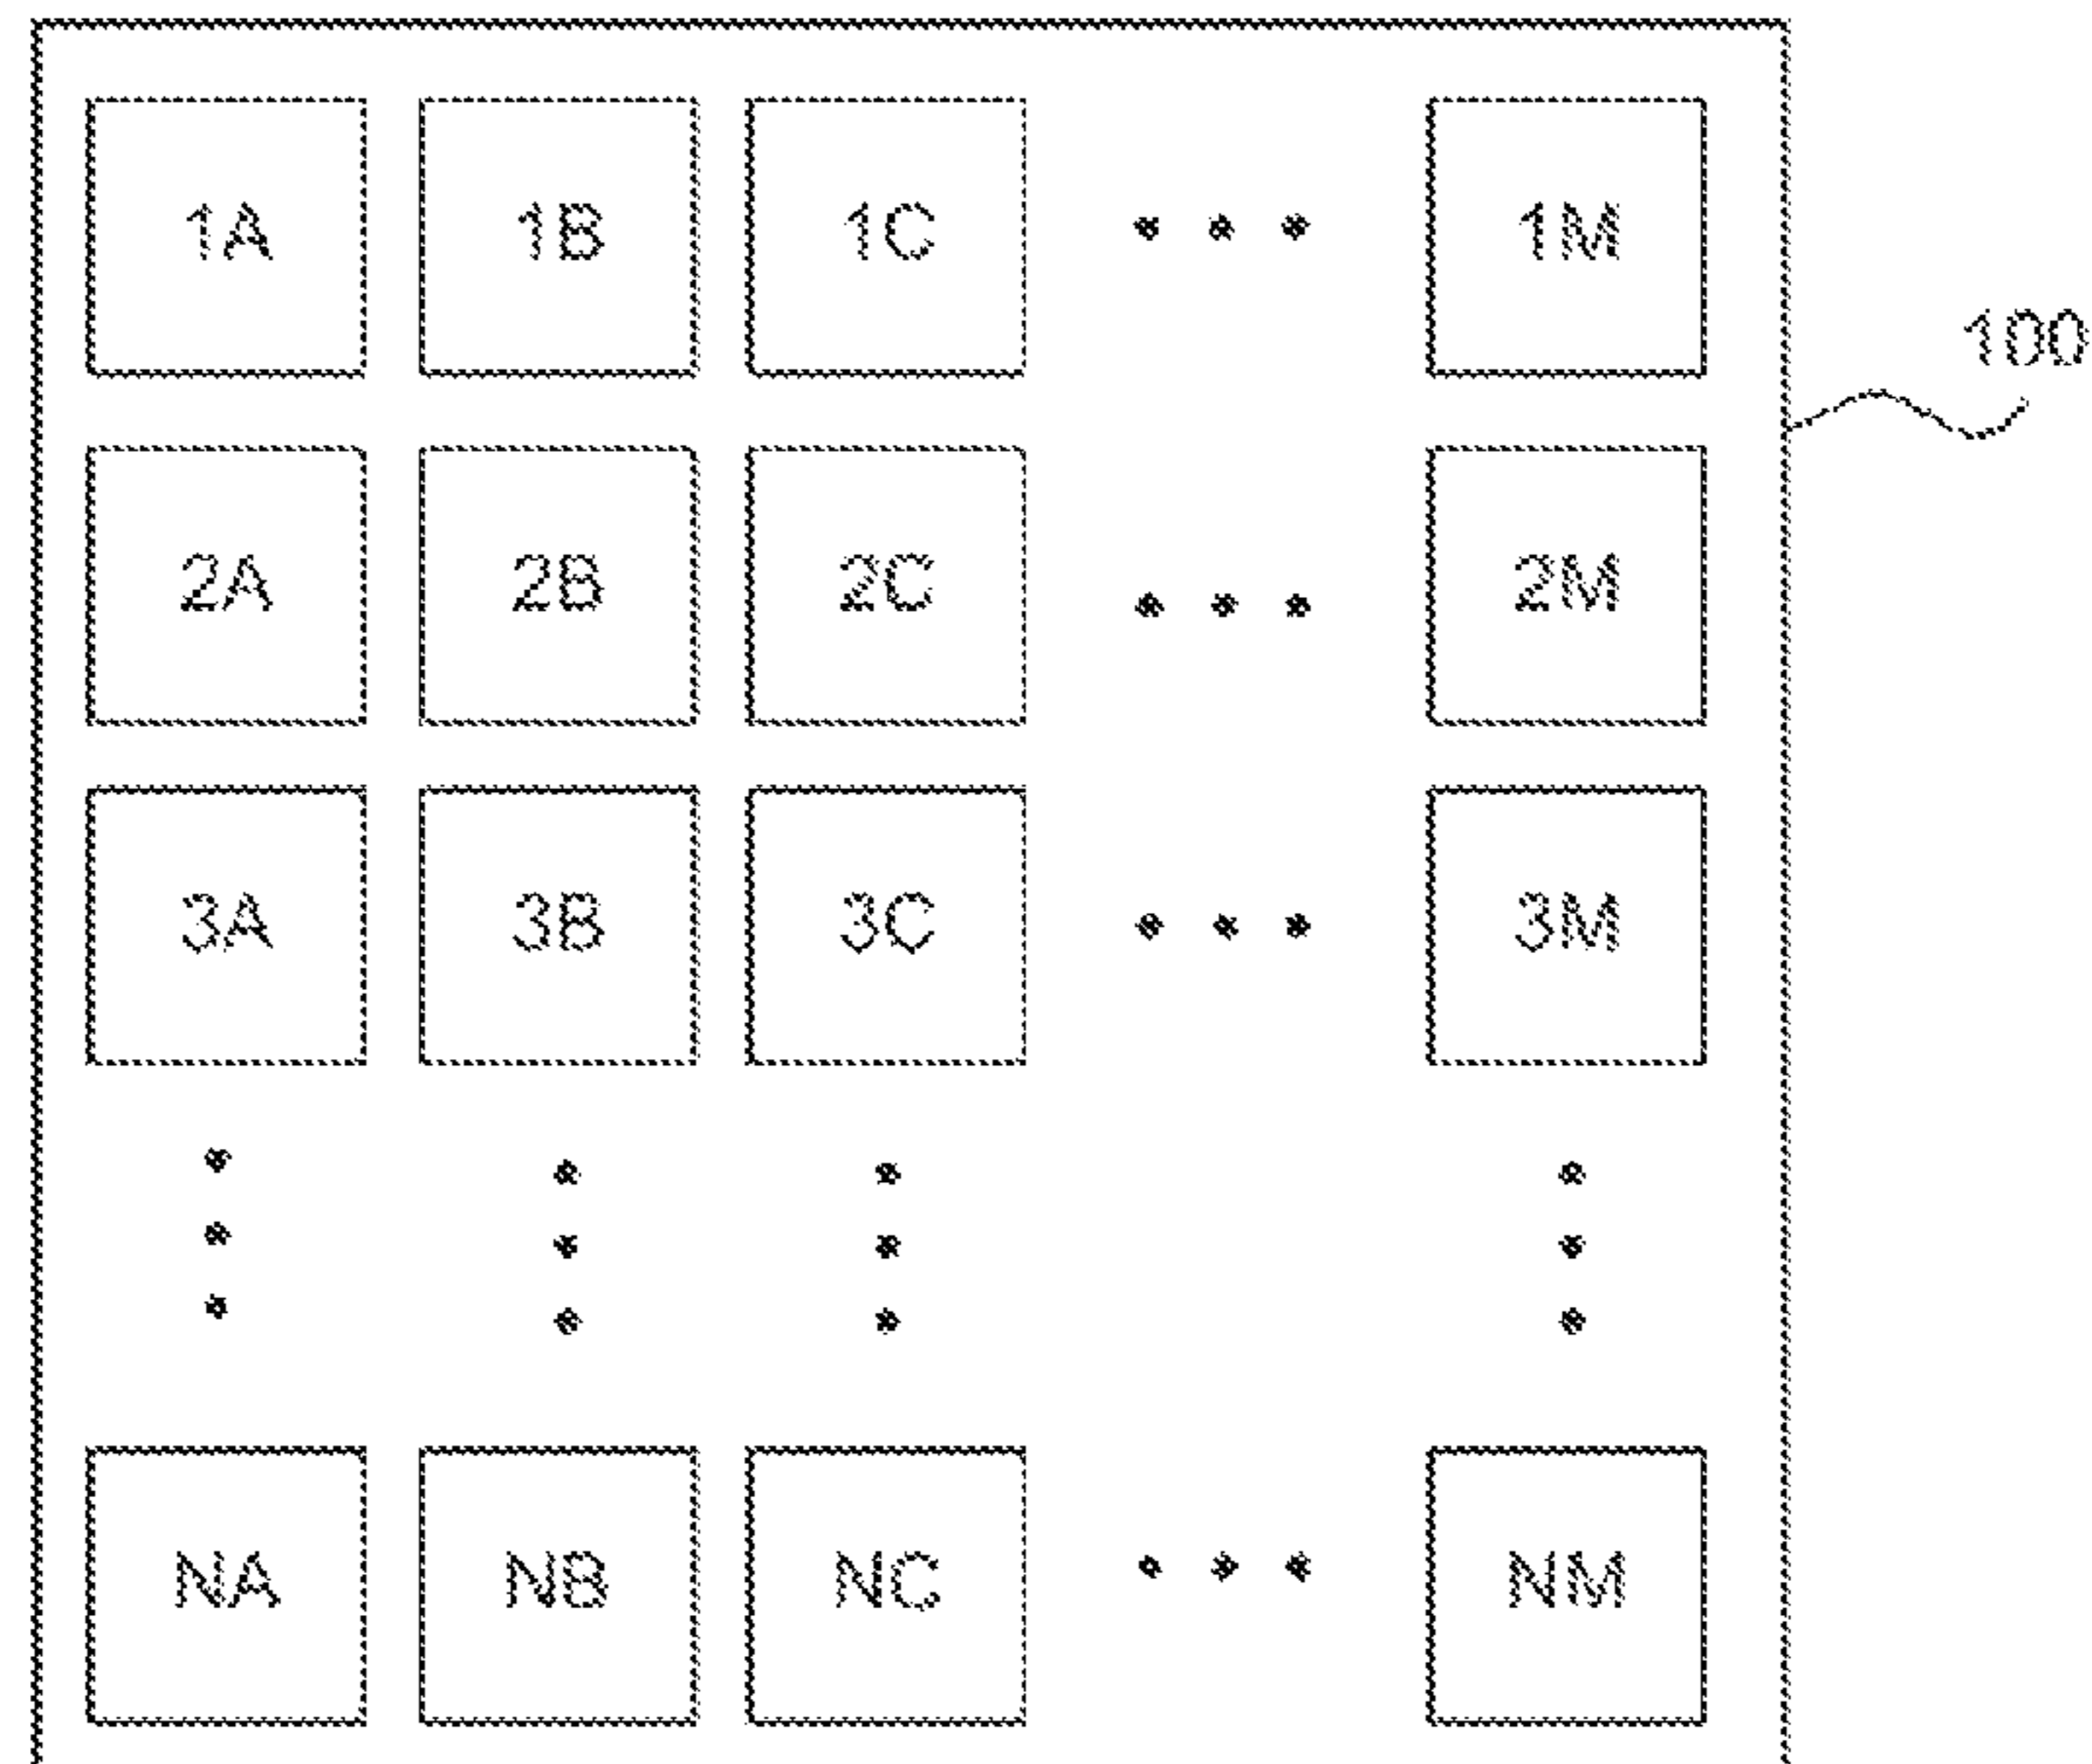 1A 1B 1C • • • 1M
100
2A 2B 2C • • • 2M
3A 3B 3C • • • 3M
NA NB NC • • • NM